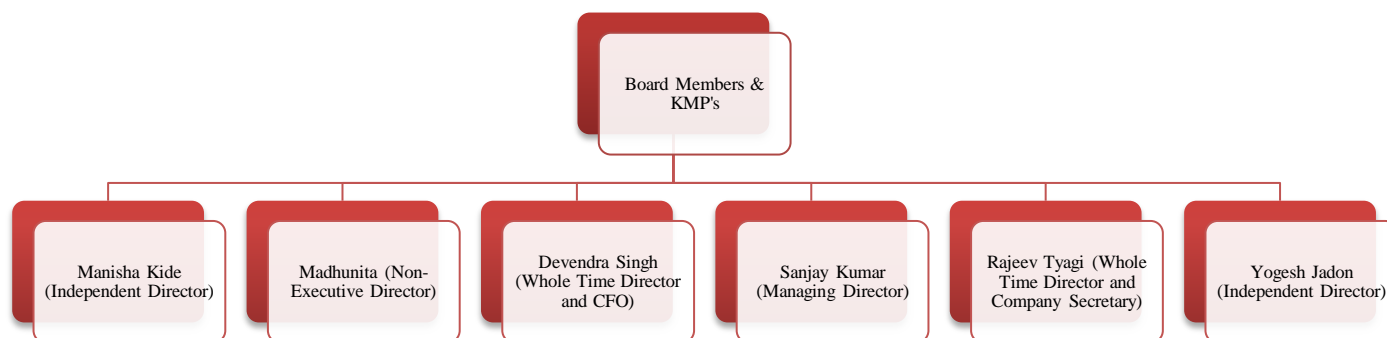 Board Members &
KMP's
Manisha Kide
(Independent Director)
Madhunita (Non-
Executive Director)
Devendra Singh
(Whole Time Director
and CFO)
Sanjay Kumar
(Managing Director)
Rajeev Tyagi (Whole
Time Director and
Company Secretary)
Yogesh Jadon
(Independent Director)